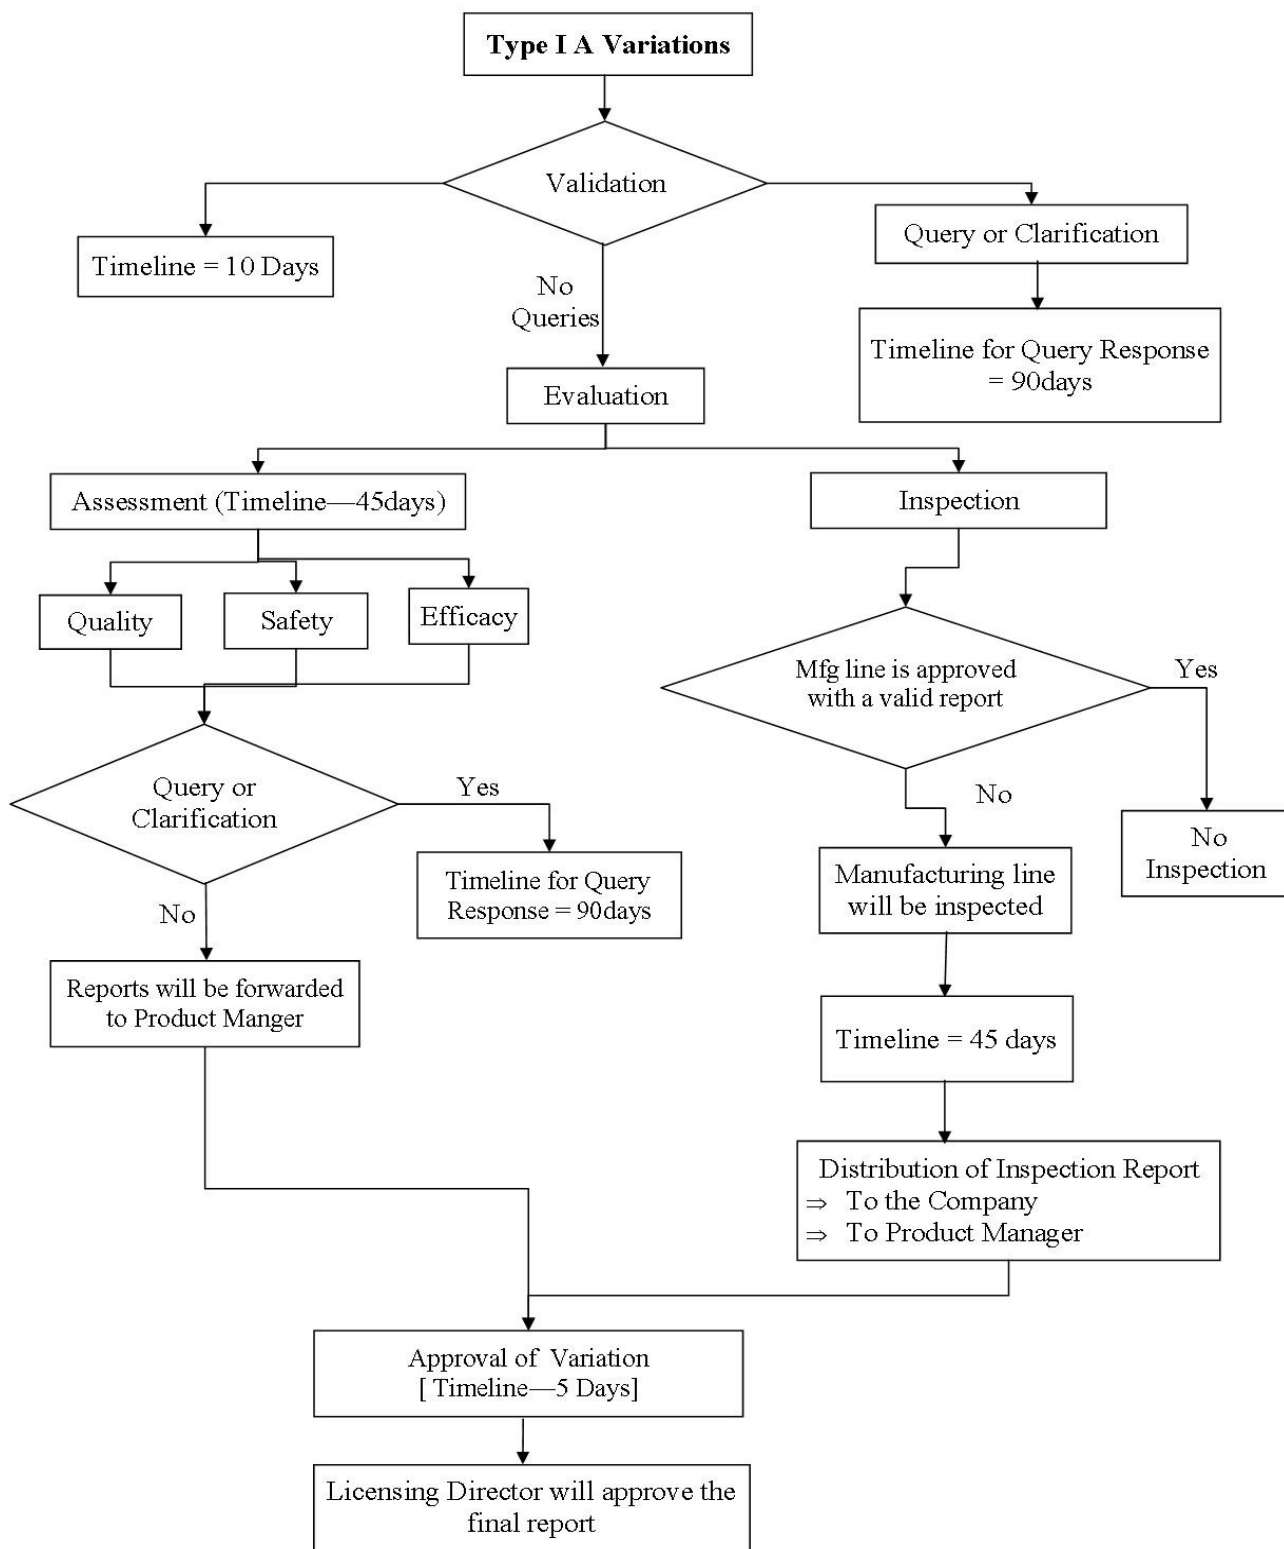 Type I A Variations
Validation
Timeline = 10 Days
Query or Clarification
No
Queries
Timeline for Query Response
= 90days
Evaluation
Assessment (Timeline—45days)
Inspection
Quality
Safety
Efficacy
Mfg line is approved
with a valid report
Yes
Query or
Clarification
Yes
No
No
Inspection
Timeline for Query
Response = 90days
Manufacturing line
will be inspected
No
Reports will be forwarded
to Product Manger
Timeline = 45 days
Distribution of Inspection Report
⇒ To the Company
⇒ To Product Manager
Approval of Variation
[ Timeline—5 Days]
Licensing Director will approve the
final report